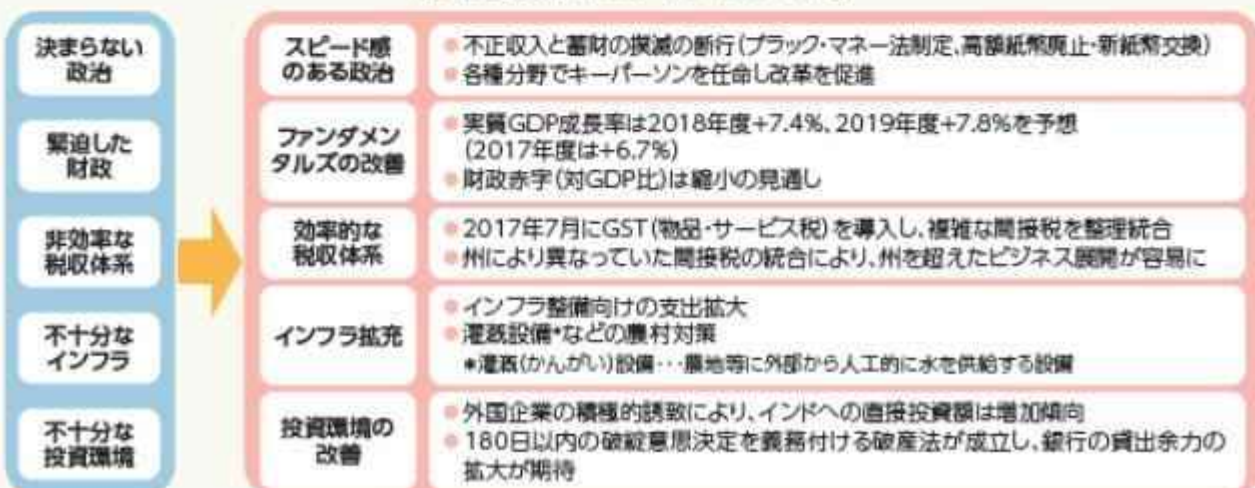 決まらない
政治
緊迫した
財政
非効率な
税収体系
不十分な
インフラ
不十分な
投資環境
スピード感
のある政治
●不正収入と蓄財の撲滅の断行(ブラック・マネー法制定、高額紙幣廃止・新紙幣交換)
●各種分野でキーパーソンを任命し改革を促進
ファンダメン
タルズの改善
●実質GDP成長率は2018年度+7.4%、2019年度+7.8%を予想
(2017年度は+6.7%)
●財政赤字(対GDP比)は縮小の見通し
効率的な
税収体系
●2017年7月にGST(物品・サービス税)を導入し、複雑な間接税を整理統合
●州により異なっていた間接税の統合により、州を超えたビジネス展開が容易に
インフラ拡充
●インフラ整備向けの支出拡大
●灌漑設備*などの農村対策
*灌漑(かんがい)設備･･･農地等に外部から人工的に水を供給する設備
投資環境の
改善
●外国企業の積極的誘致により、インドへの直接投資額は増加傾向
●180日以内の破綻意思決定を義務付ける破産法が成立し、銀行の貸出余力の
拡大が期待